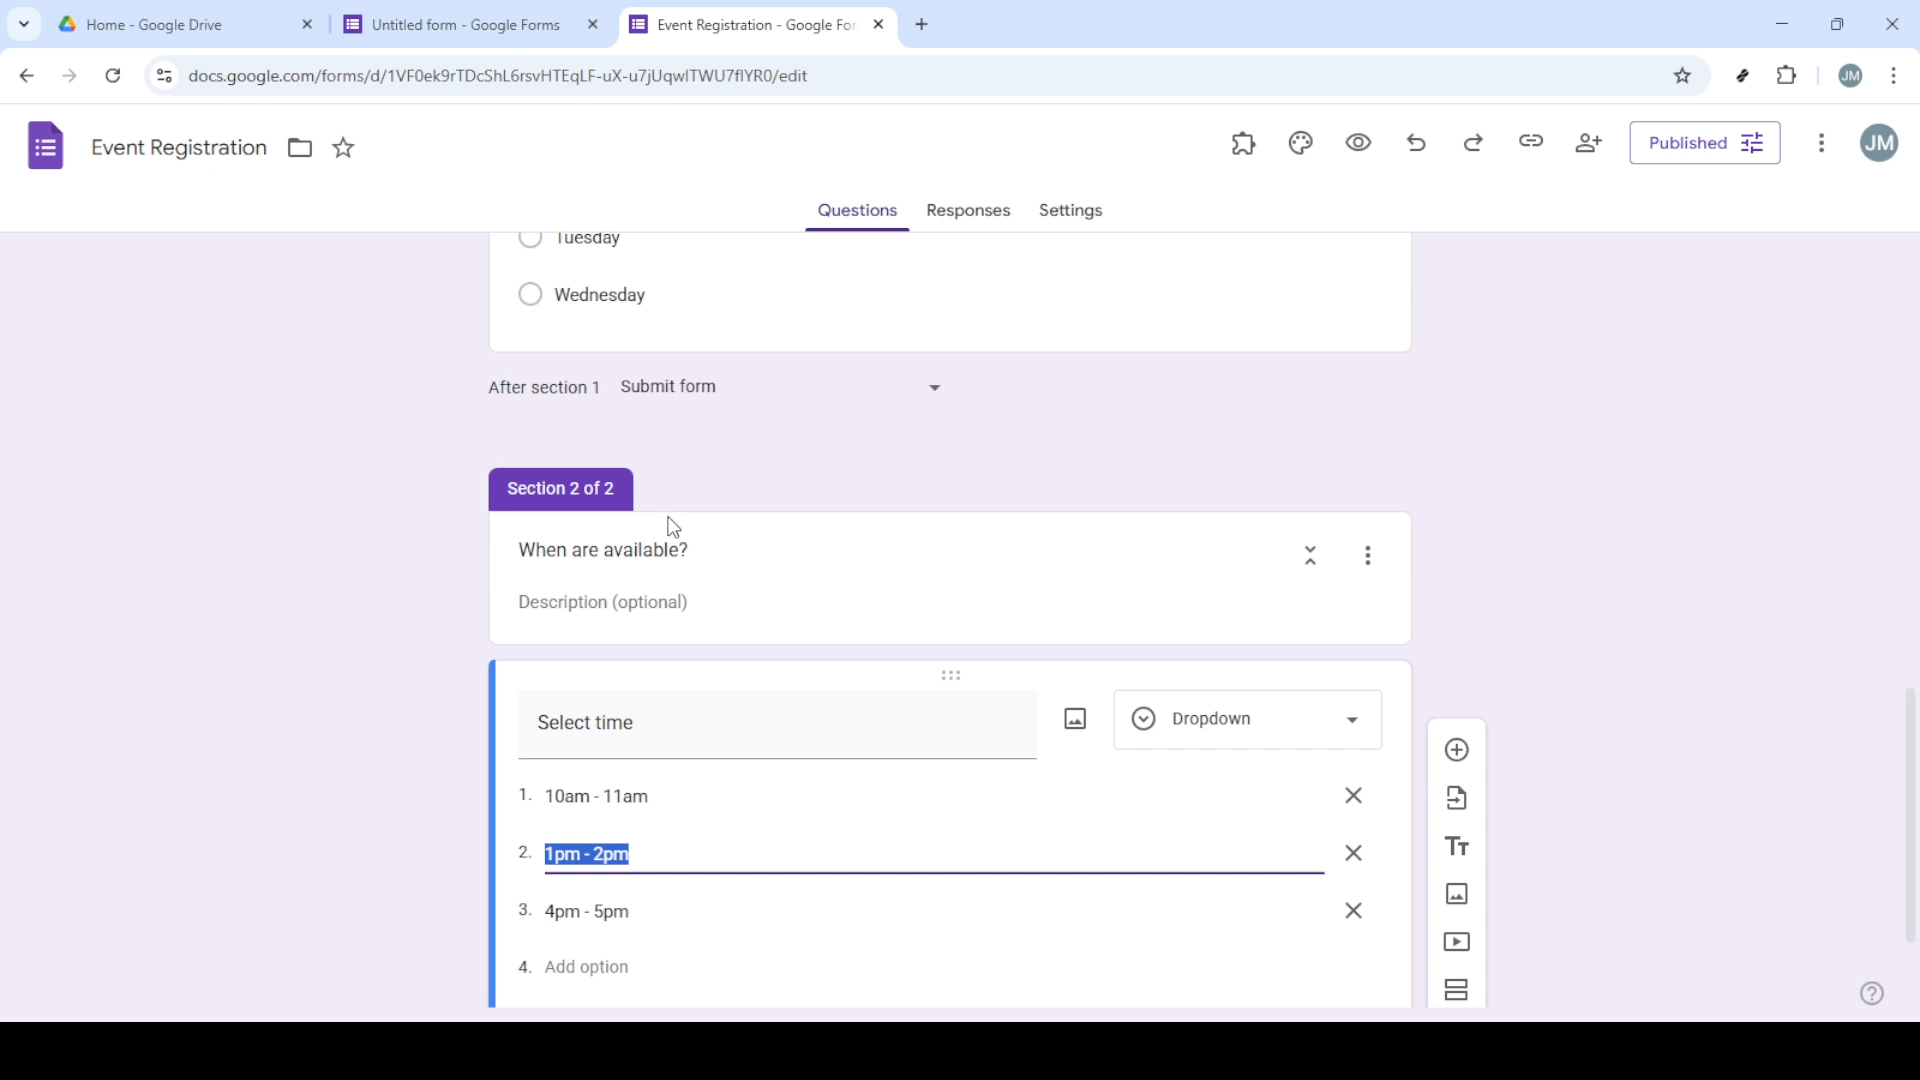 Home - Google Drive
Untitled form - Google Forms
Event Registration - Google For
docs.google.com/forms/d/1VF0ek9rTDcShL6rsvHTEqLF-uX-u7jUqwlTWU7flYR0/edit
JM
Event Registration
Published
JM
Questions
Responses
Settings
Tuesday
Wednesday
After section 1 Submit form
Section 2 of 2
When are available?
Description (optional)
Select time
Dropdown
1. 10am - 11am
2. 1pm - 2pm
3. 4pm - 5pm
4. Add option